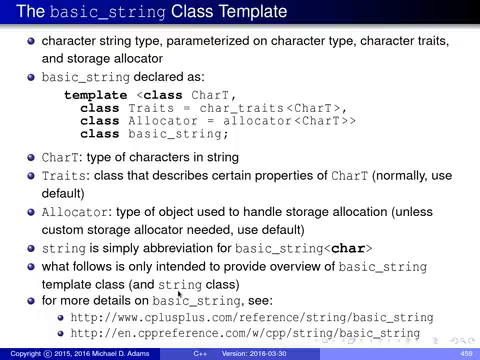 The basic_string Class Template
character string type, parameterized on character type, character traits,
and storage allocator
basic_string declared as:
template <class CharT,
class Traits = char_traits<CharT>,
class Allocator = allocator<CharT>>
class basic_string;
CharT: type of characters in string
Traits: class that describes certain properties of CharT (normally, use
default)
Allocator: type of object used to handle storage allocation (unless
custom storage allocator needed, use default)
string is simply abbreviation for basic_string<char>
what follows is only intended to provide overview of basic_string
template class (and string class)
for more details on basic_string, see:
http://www.cplusplus.com/reference/string/basic_string
http://en.cppreference.com/w/cpp/string/basic_string
Copyright © 2015, 2016 Michael D. Adams C++ Version: 2016-03-30 459